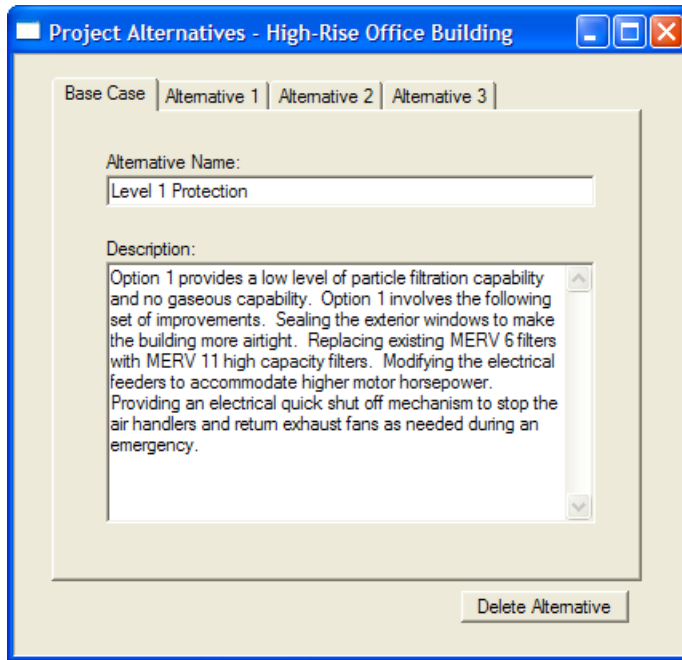 Project Alternatives - High-Rise Office Building
Base Case Alternative 1 Alternative 2 Alternative 3
Alternative Name:
Level 1 Protection
Description:
Option 1 provides a low level of particle filtration capability
and no gaseous capability.  Option 1 involves the following
set of improvements.  Sealing the exterior windows to make
the building more airtight.  Replacing existing MERV 6 filters
with MERV 11 high capacity filters.  Modifying the electrical
feeders to accommodate higher motor horsepower.
Providing an electrical quick shut off mechanism to stop the
air handlers and return exhaust fans as needed during an
emergency.
Delete Alternative